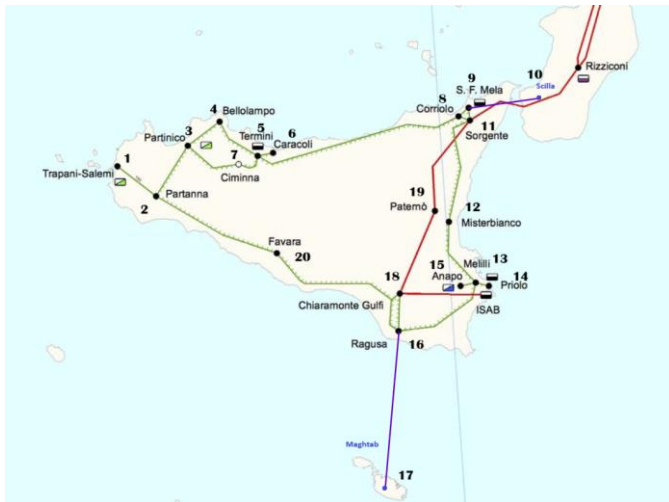 9
10
S. F. Mela
Scilla
Rizziconi
8
Corriolo
4
Bellolampo
11
Sorgente
5
6
Termini
3
Partinico
Caracoli
7
Ciminna
1
Trapani-Salemi
2
Partanna
19
Paternò
12
Misterbianco
Favara
20
13
Melilli
15
14
Anapo
Priolo
18
Chiaramonte Gulfi
ISAB
Ragusa
16
Maghtab
17